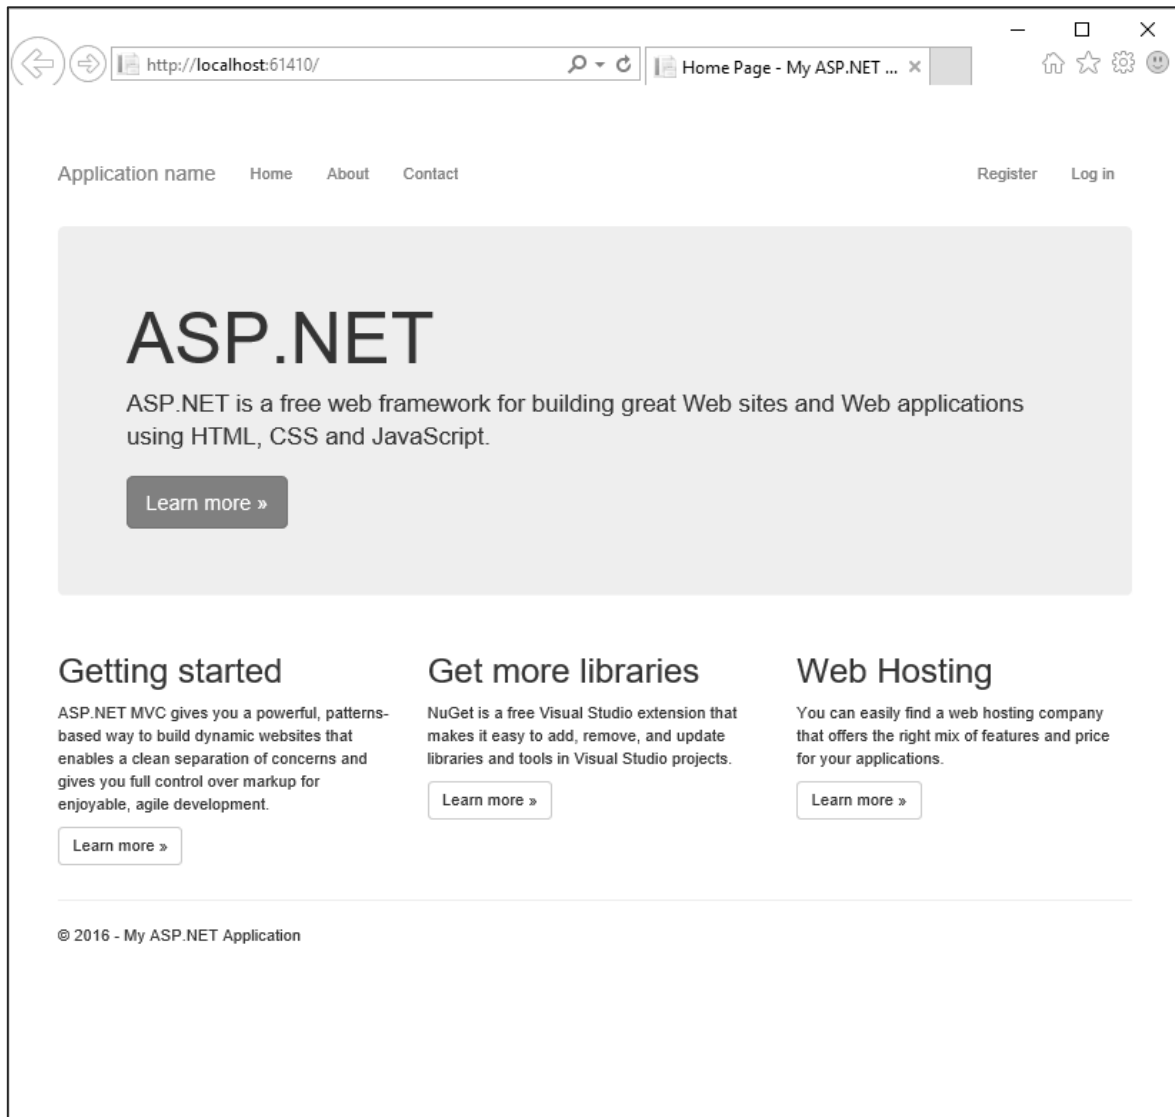 http://localhost:61410/
Home Page - My ASP.NET ...
Application name Home About Contact Register Log in
ASP.NET
ASP.NET is a free web framework for building great Web sites and Web applications
using HTML, CSS and JavaScript.
Learn more »
Getting started
ASP.NET MVC gives you a powerful, patterns-
based way to build dynamic websites that
enables a clean separation of concerns and
gives you full control over markup for
enjoyable, agile development.
Learn more »
Get more libraries
NuGet is a free Visual Studio extension that
makes it easy to add, remove, and update
libraries and tools in Visual Studio projects.
Learn more »
Web Hosting
You can easily find a web hosting company
that offers the right mix of features and price
for your applications.
Learn more »
© 2016 - My ASP.NET Application